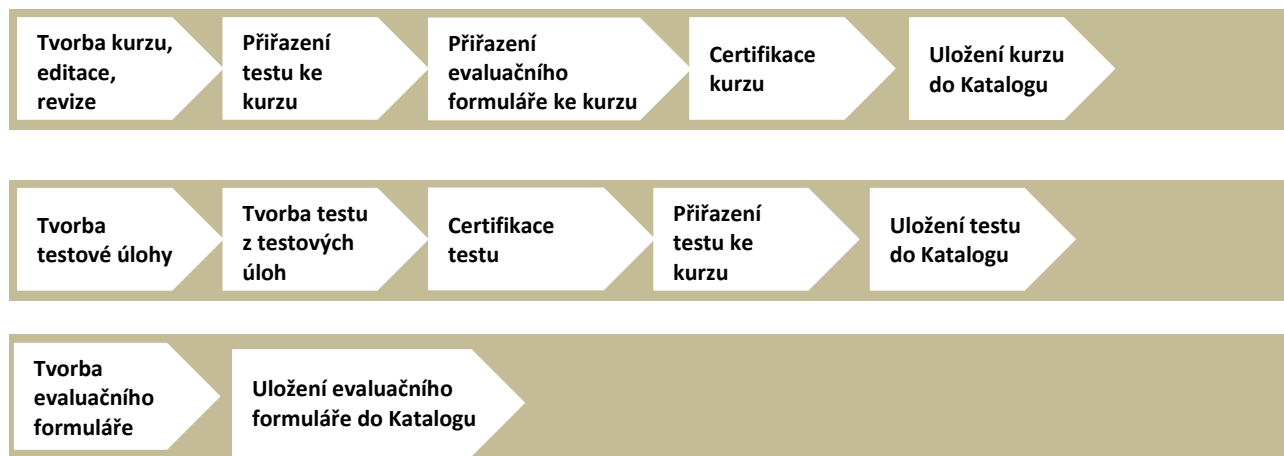 Tvorba kurzu,
editace,
revize
Přiřazení
testu ke
kurzu
Přiřazení
evaluačního
formuláře ke kurzu
Certifikace
kurzu
Uložení kurzu
do Katalogu
Tvorba
testové úlohy
Tvorba testu
z testových
úloh
Certifikace
testu
Přiřazení
testu ke
kurzu
Uložení testu
do Katalogu
Tvorba
evaluačního
formuláře
Uložení evaluačního
formuláře do Katalogu